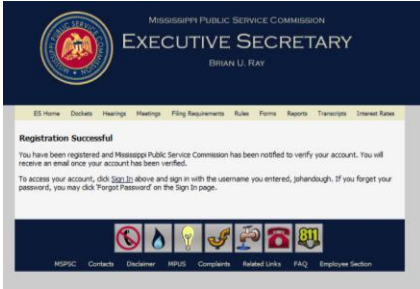 MISSISSIPPI PUBLIC SERVICE COMMISSION
EXECUTIVE SECRETARY
BRIAN U. RAY
ES Home Dockets Hearings Meetings Filing Requirements Rules Forms Reports Transcripts Interest Rates
Registration Successful
You have been registered and Mississippi Public Service Commission has been notified to verify your account. You will
receive an email once your account has been verified.
To access your account, click Sign In above and sign in with the username you entered, johandough. If you forget your
password, you may click 'Forgot Password' on the Sign In page.
811
MSPSC Contacts Disclaimer MPUS Complaints Related Links FAQ Employee Section